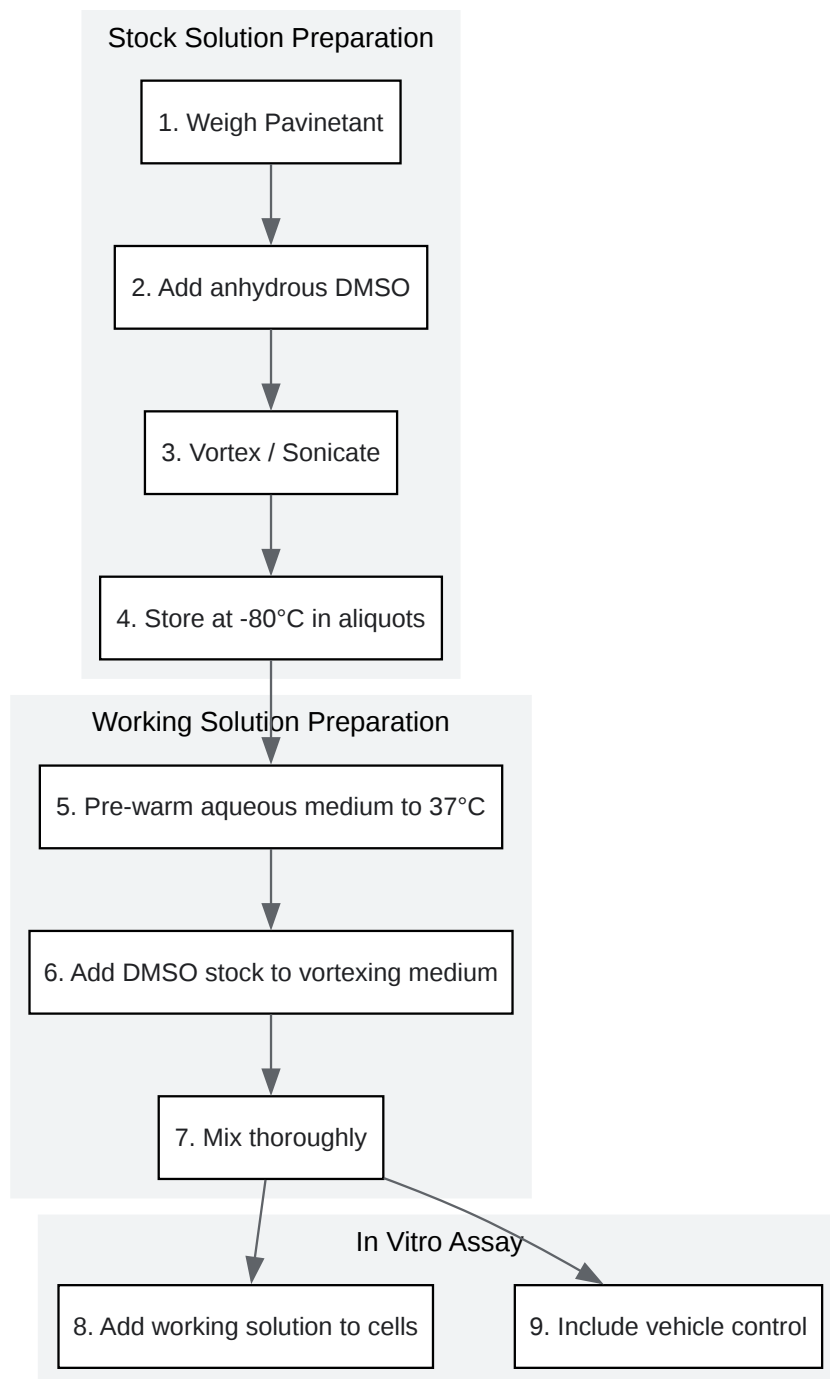 Stock Solution Preparation
1. Weigh Pavinetant
2. Add anhydrous DMSO
3. Vortex / Sonicate
4. Store at -80°C in aliquots
Working Solution Preparation
5. Pre-warm aqueous medium to 37°C
6. Add DMSO stock to vortexing medium
7. Mix thoroughly
In Vitro Assay
8. Add working solution to cells
9. Include vehicle control